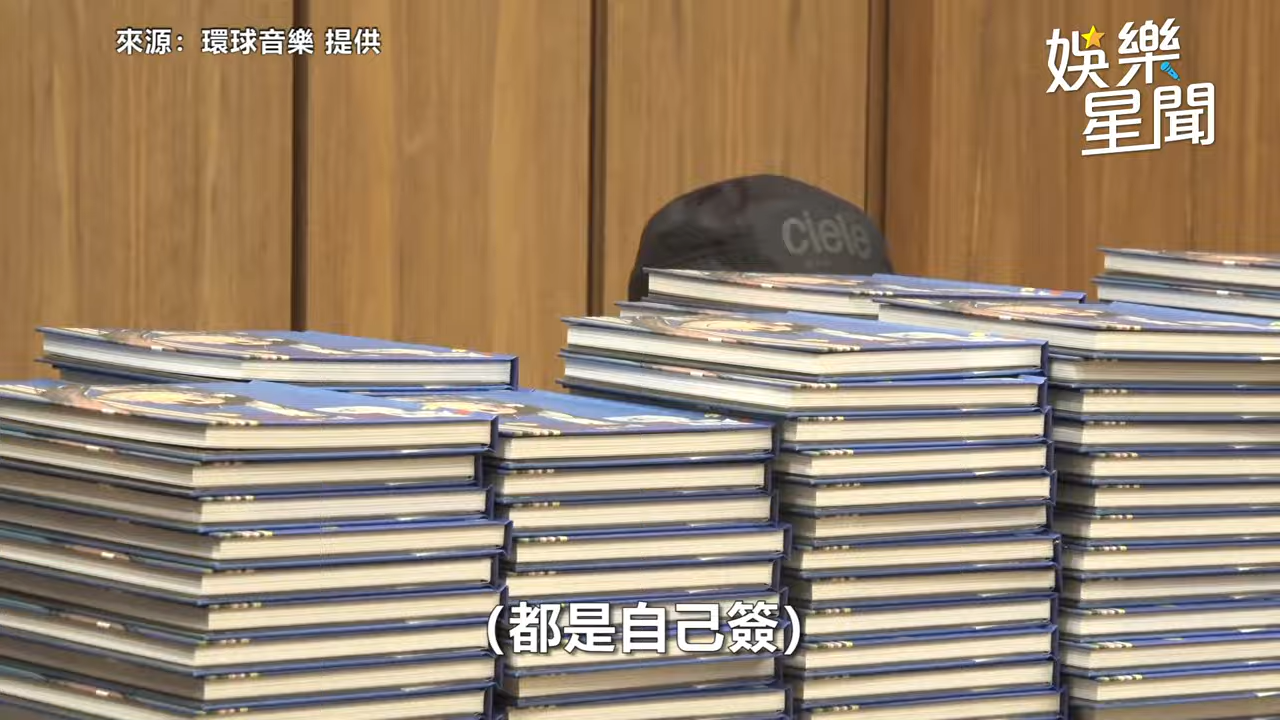 來源：環球音樂 提供
娛樂
星聞
ciele
（都是自己簽）